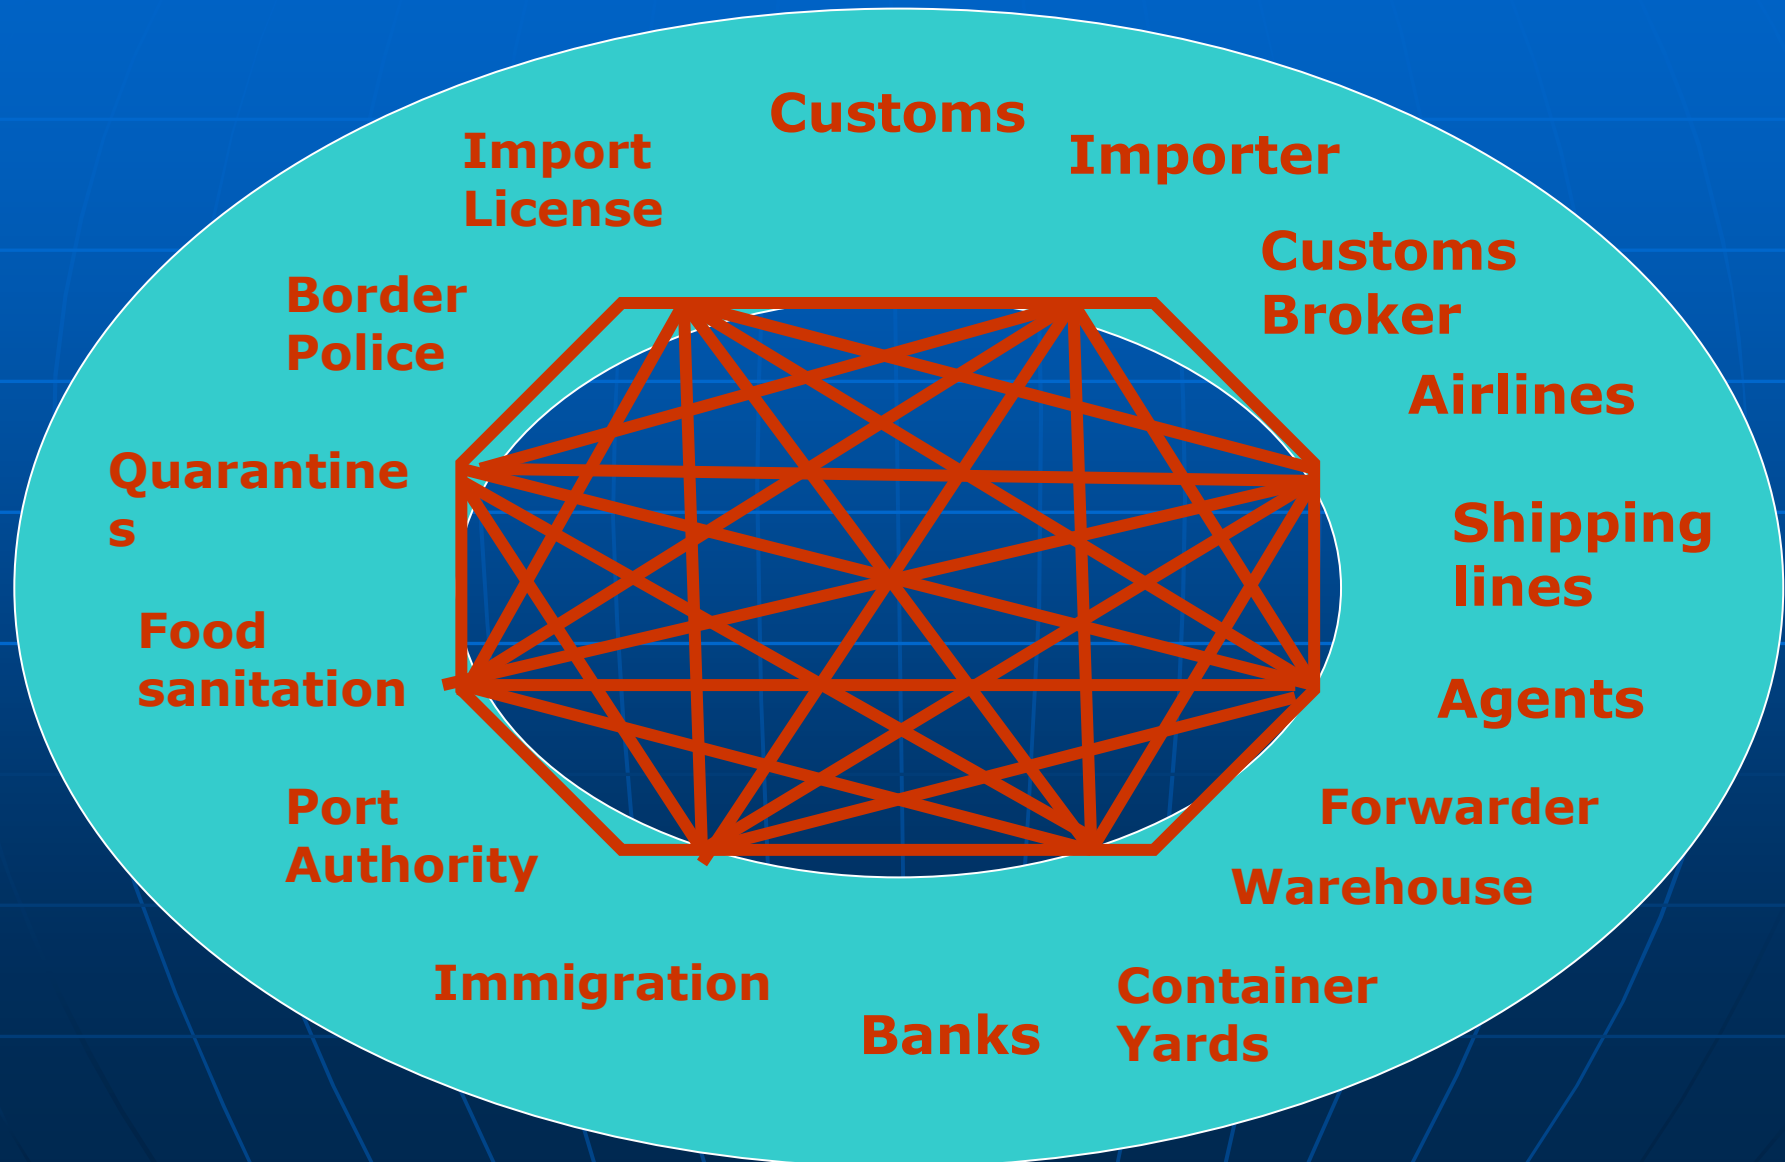 Customs
Importer
Import
License
Customs
Broker
Border
Police
Airlines
Quarantine
s
Shipping
lines
Food
sanitation
Agents
Port
Authority
Forwarder
Warehouse
Immigration
Container
Yards
Banks